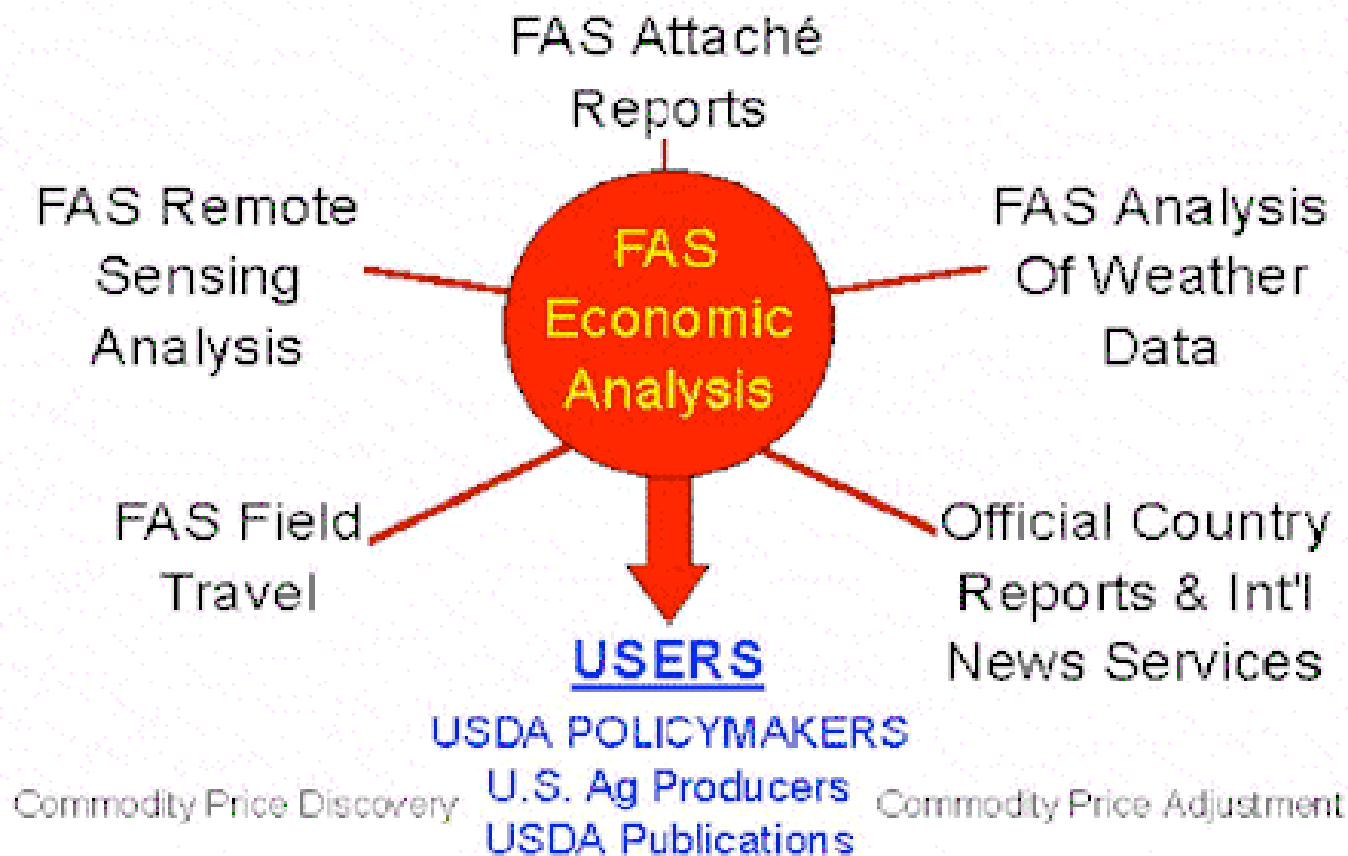 FAS Attaché
Reports
FAS Remote
Sensing
Analysis
FAS
Economic
Analysis
FAS Analysis
Of Weather
Data
FAS Field
Travel
Official Country
Reports & Int'l
News Services
USERS
USDA POLICYMAKERS
U.S. Ag Producers
USDA Publications
Commodity Price Discovery
Commodity Price Adjustment